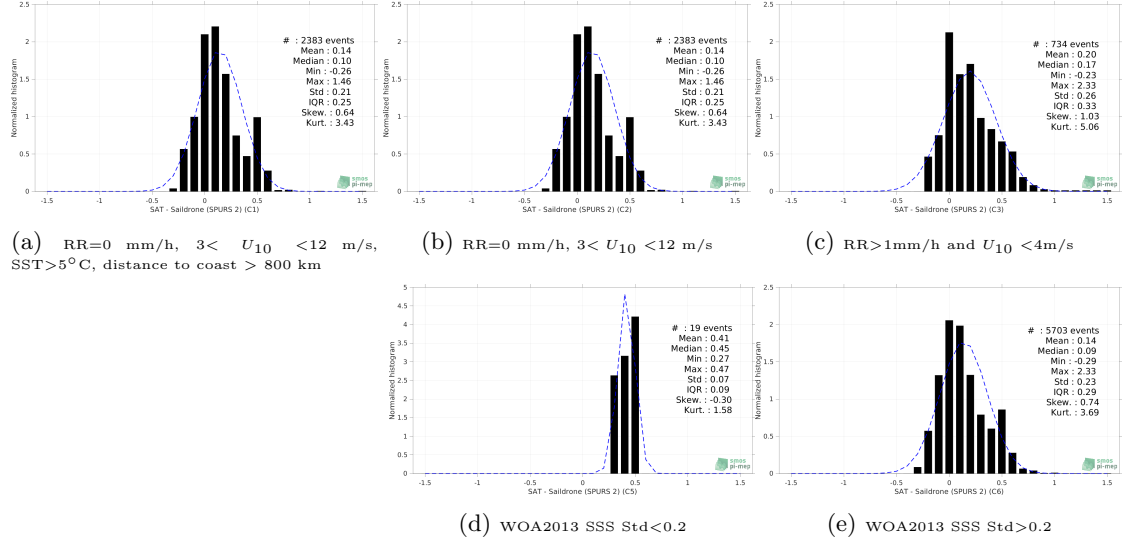 2.5
2
1.5
1
0.5
0
Normalized histogram
# : 2383 events
Mean : 0.14
Median : 0.10
Min : -0.26
Max : 1.46
Std : 0.21
IQR : 0.25
Skew. : 0.64
Kurt. : 3.43
smos
pi-mep
-1.5 -1 -0.5 0 0.5 1 1.5
SAT - Saildrone (SPURS 2) (C1)
(a) RR=0 mm/h, 3< U10 <12 m/s,
SST>5°C, distance to coast > 800 km
2.5
2
1.5
1
0.5
0
Normalized histogram
# : 2383 events
Mean : 0.14
Median : 0.10
Min : -0.26
Max : 1.46
Std : 0.21
IQR : 0.25
Skew. : 0.64
Kurt. : 3.43
smos
pi-mep
-1.5 -1 -0.5 0 0.5 1 1.5
SAT - Saildrone (SPURS 2) (C2)
(b) RR=0 mm/h, 3< U10 <12 m/s
2.5
2
1.5
1
0.5
0
Normalized histogram
# : 734 events
Mean : 0.20
Median : 0.17
Min : -0.23
Max : 2.33
Std : 0.26
IQR : 0.33
Skew. : 1.03
Kurt. : 5.06
smos
pi-mep
-1.5 -1 -0.5 0 0.5 1 1.5
SAT - Saildrone (SPURS 2) (C3)
(c) RR>1mm/h and U10 <4m/s
5
4.5
4
3.5
3
2.5
2
1.5
1
0.5
0
Normalized histogram
# : 19 events
Mean : 0.41
Median : 0.45
Min : 0.27
Max : 0.47
Std : 0.07
IQR : 0.09
Skew. : -0.30
Kurt. : 1.58
smos
pi-mep
-1.5 -1 -0.5 0 0.5 1 1.5
SAT - Saildrone (SPURS 2) (C5)
(d) WOA2013 SSS Std<0.2
2.5
2
1.5
1
0.5
0
Normalized histogram
# : 5703 events
Mean : 0.14
Median : 0.09
Min : -0.29
Max : 2.33
Std : 0.23
IQR : 0.29
Skew. : 0.74
Kurt. : 3.69
smos
pi-mep
-1.5 -1 -0.5 0 0.5 1 1.5
SAT - Saildrone (SPURS 2) (C6)
(e) WOA2013 SSS Std>0.2